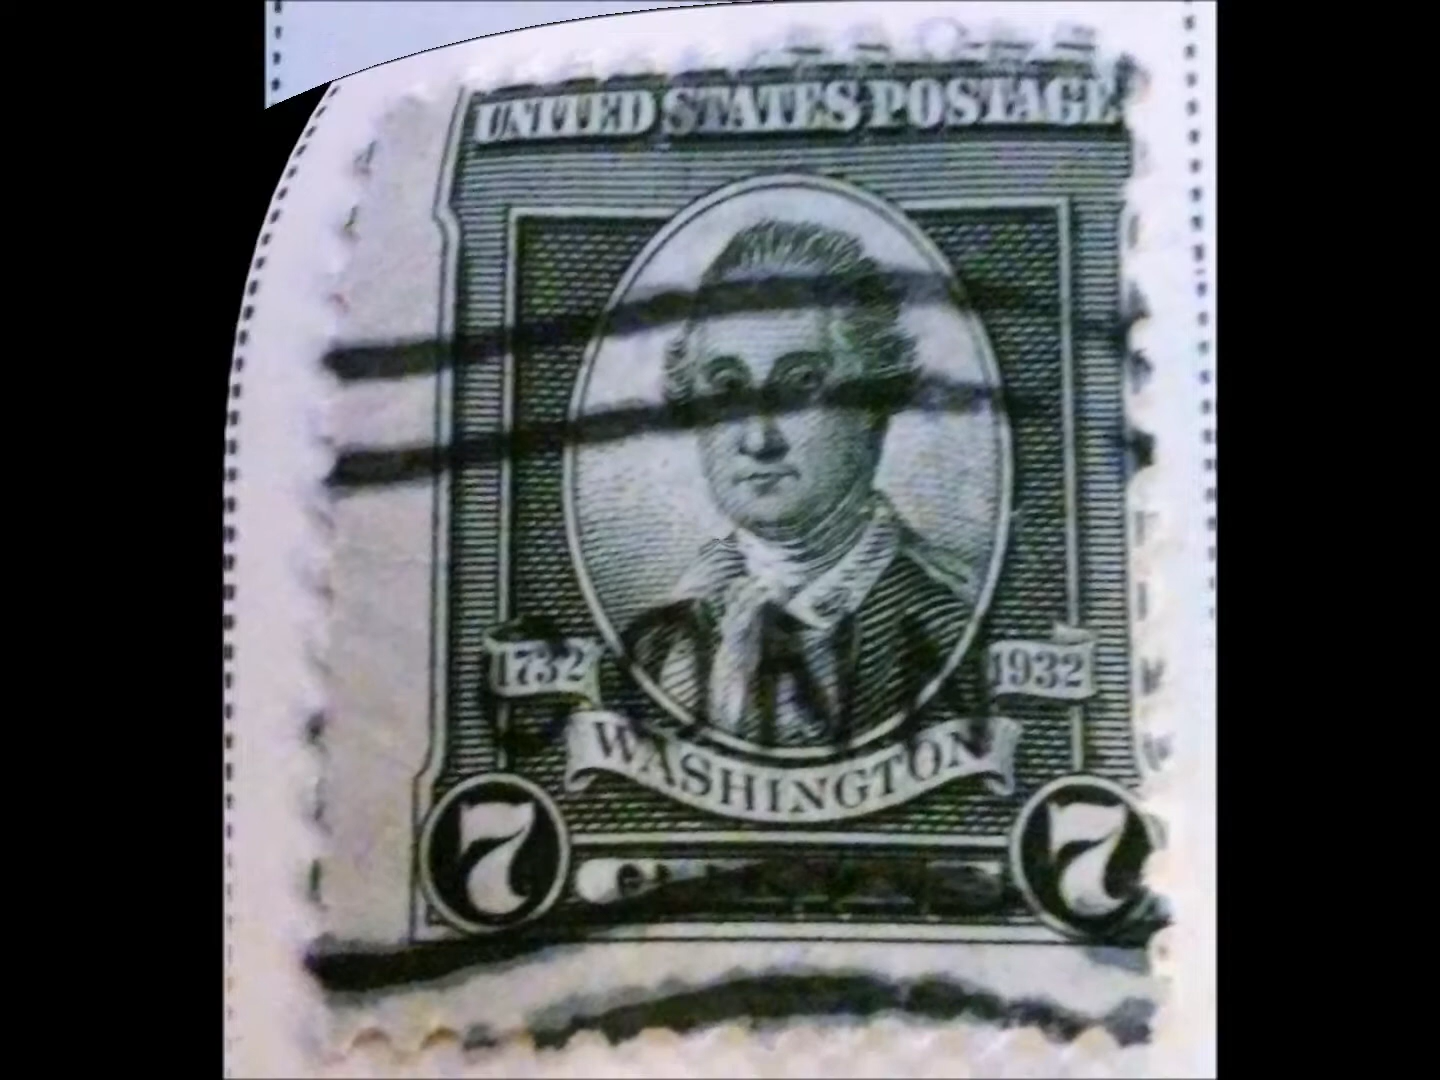 UNITED STATES POSTAGE
1732 1932
WASHINGTON
7 7